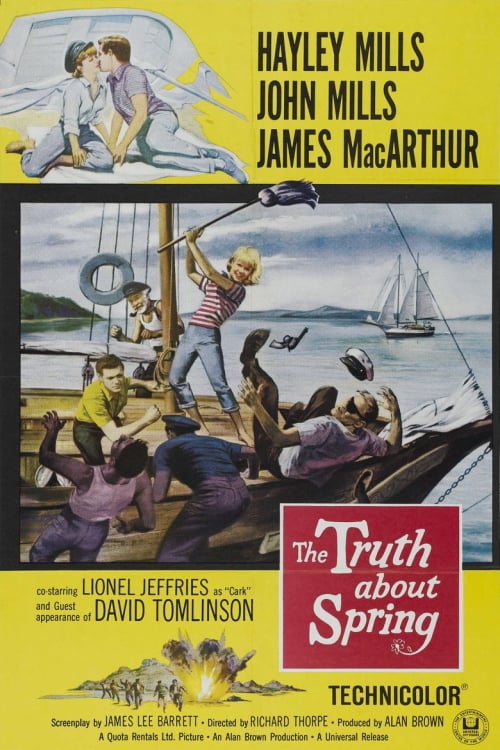 HAYLEY MILLS
JOHN MILLS
JAMES MacARTHUR
The Truth
about
Spring
co-starring LIONEL JEFFRIES as "Cark"
and Guest
appearance of DAVID TOMLINSON
TECHNICOLOR®
Screenplay by JAMES LEE BARRETT • Directed by RICHARD THORPE • Produced by ALAN BROWN
A Quota Rentals Ltd. Picture • An Alan Brown Production • A Universal Release